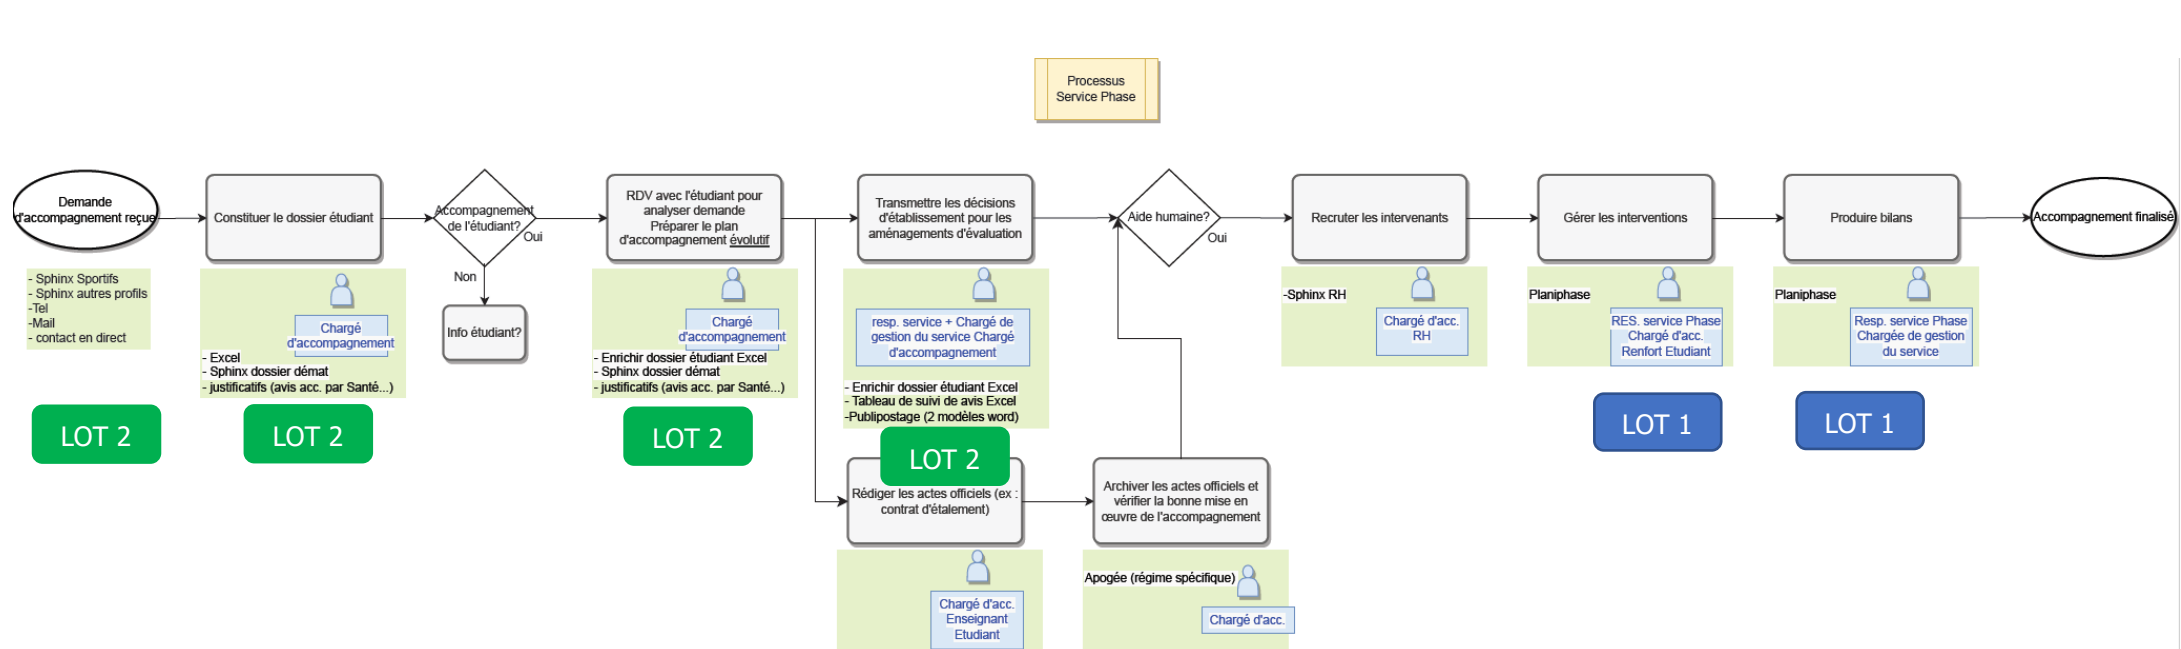 Processus
Service Phase
Demande
d'accompagnement reçue
Constituer le dossier étudiant
Accompagnement
de l'étudiant?
Oui
Non
Info étudiant?
RDV avec l'étudiant pour
analyser demande
Préparer le plan
d'accompagnement évolutif
Transmettre les décisions
d'établissement pour les
aménagements d'évaluation
Aide humaine?
Oui
Recruter les intervenants
Gérer les interventions
Produire bilans
Accompagnement finalisé
- Sphinx Sportifs
- Sphinx autres profils
-Tel
-Mail
- contact en direct
LOT 2
Chargé
d'accompagnement
- Excel
- Sphinx dossier démat
- justificatifs (avis acc. par Santé...)
LOT 2
Chargé
d'accompagnement
- Enrichir dossier étudiant Excel
- Sphinx dossier démat
- justificatifs (avis acc. par Santé...)
LOT 2
resp. service + Chargé de
gestion du service Chargé
d'accompagnement
- Enrichir dossier étudiant Excel
- Tableau de suivi de avis Excel
-Publipostage (2 modèles word)
LOT 2
-Sphinx RH
Chargé d'acc.
RH
Planiphase
RES. service Phase
Chargé d'acc.
Renfort Etudiant
LOT 1
Planiphase
Resp. service Phase
Chargée de gestion
du service
LOT 1
Rédiger les actes officiels (ex :
contrat d'étalement)
Chargé d'acc.
Enseignant
Etudiant
Archiver les actes officiels et
vérifier la bonne mise en
œuvre de l'accompagnement
Apogée (régime spécifique)
Chargé d'acc.